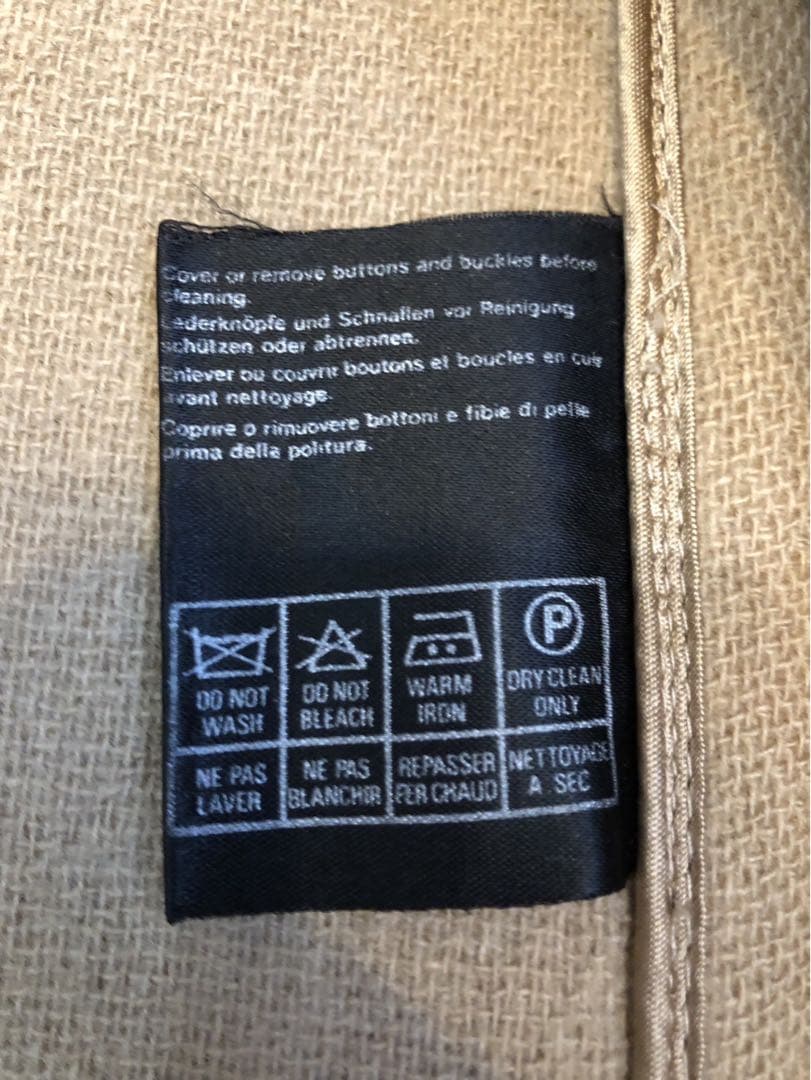 Cover or remove buttons and buckles before
cleaning.
Lederknöpfe und Schnallen vor Reinigung
schützen oder abtrennen.
Enlever ou couvrir boutons et boucles en cuir
avant nettoyage.
Coprire o rimuovere bottoni e fibie di pelle
prima della politura.
P
DO NOT
WASH
DO NOT
BLEACH
WARM
IRON
DRY CLEAN
ONLY
NE PAS
LAVER
NE PAS
BLANCHIR
REPASSER
FER CHAUD
NETTOYAGE
A SEC